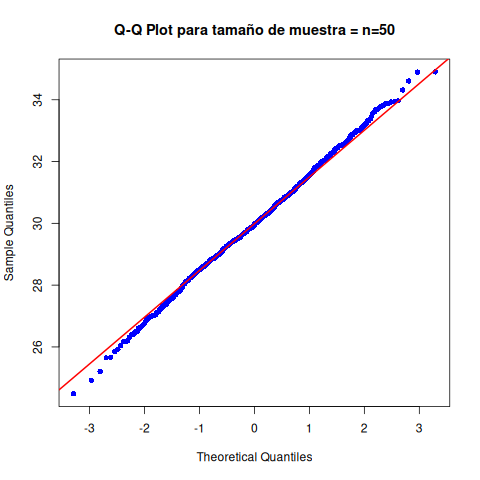 Q-Q Plot para tamaño de muestra = n=50
Sample Quantiles
34
32
30
28
26
-3 -2 -1 0 1 2 3
Theoretical Quantiles